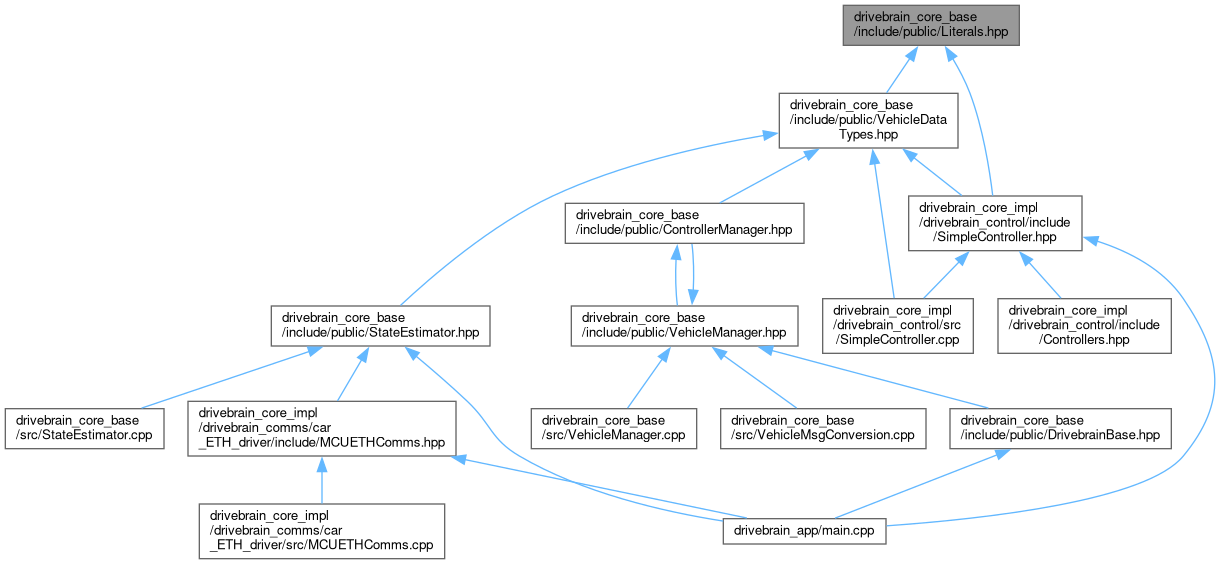 drivebrain_core_base
/include/public/Literals.hpp
drivebrain_core_base
/include/public/VehicleData
Types.hpp
drivebrain_core_base
/include/public/ControllerManager.hpp
drivebrain_core_impl
/drivebrain_control/include
/SimpleController.hpp
drivebrain_core_base
/include/public/StateEstimator.hpp
drivebrain_core_base
/include/public/VehicleManager.hpp
drivebrain_core_impl
/drivebrain_control/src
/SimpleController.cpp
drivebrain_core_impl
/drivebrain_control/include
/Controllers.hpp
drivebrain_core_base
/src/StateEstimator.cpp
drivebrain_core_impl
/drivebrain_comms/car
_ETH_driver/include/MCUETHComms.hpp
drivebrain_core_base
/src/VehicleManager.cpp
drivebrain_core_base
/src/VehicleMsgConversion.cpp
drivebrain_core_base
/include/public/DrivebrainBase.hpp
drivebrain_core_impl
/drivebrain_comms/car
_ETH_driver/src/MCUETHComms.cpp
drivebrain_app/main.cpp